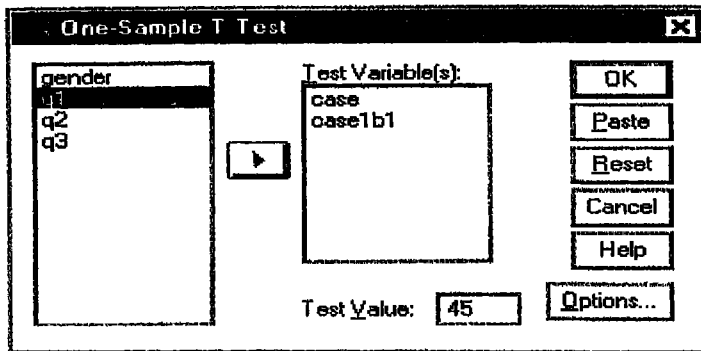 One-Sample T Test
gender
q1
q2
q3
Test Variable(s):
case
case1b1
OK
Paste
Reset
Cancel
Help
Test Value: 45
Options...